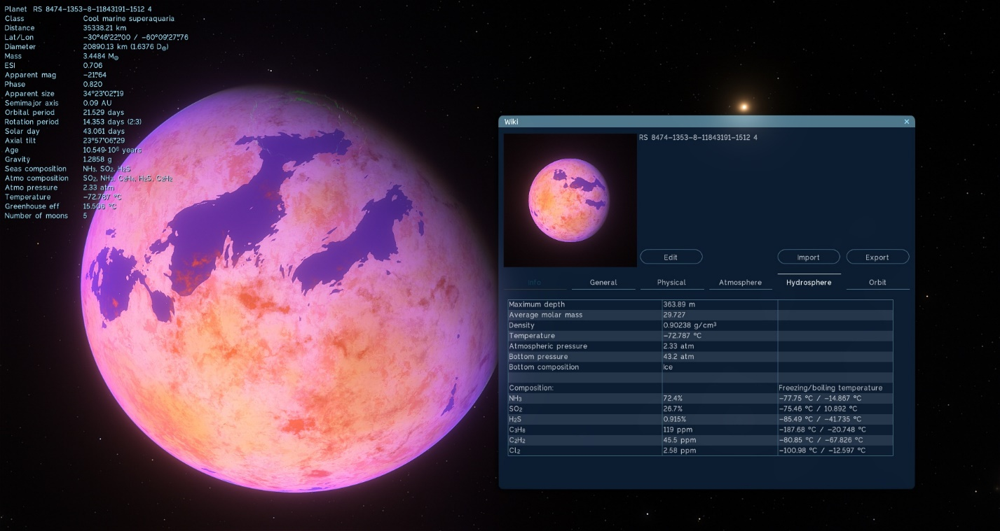 Planet RS 8474-1353-8-11843191-1512 4
Class Cool marine superaquaria
Distance 35338.21 km
Lat/Lon -30°46'22."00 / -60°09'27."76
Diameter 20890.13 km (1.6376 D⊕)
Mass 3.4484 M⊕
ESI 0.706
Apparent mag -21.ᵐ64
Phase 0.820
Apparent size 34°23'02."19
Semimajor axis 0.09 AU
Orbital period 21.529 days
Rotation period 14.353 days (2:3)
Solar day 43.061 days
Axial tilt 23°57'06."29
Age 10.549·10⁶ years
Gravity 1.2858 g
Seas composition NH₃, SO₂, H₂S
Atmo composition SO₂, NH₃, C₂H₄, H₂S, C₂H₂
Atmo pressure 2.33 atm
Temperature -72.787 °C
Greenhouse eff 15.506 °C
Number of moons 5
Wiki ×
RS 8474-1353-8-11843191-1512 4
Edit Import Export
Info General Physical Atmosphere Hydrosphere Orbit
Maximum depth 363.89 m
Average molar mass 29.727
Density 0.90238 g/cm³
Temperature -72.787 °C
Atmospheric pressure 2.33 atm
Bottom pressure 43.2 atm
Bottom composition Ice
Composition: Freezing/boiling temperature
NH₃ 72.4% -77.75 °C / -14.867 °C
SO₂ 26.7% -75.46 °C / 10.892 °C
H₂S 0.915% -85.49 °C / -41.735 °C
C₃H₈ 119 ppm -187.68 °C / -20.748 °C
C₂H₂ 45.5 ppm -80.85 °C / -67.826 °C
Cl₂ 2.58 ppm -100.98 °C / -12.597 °C